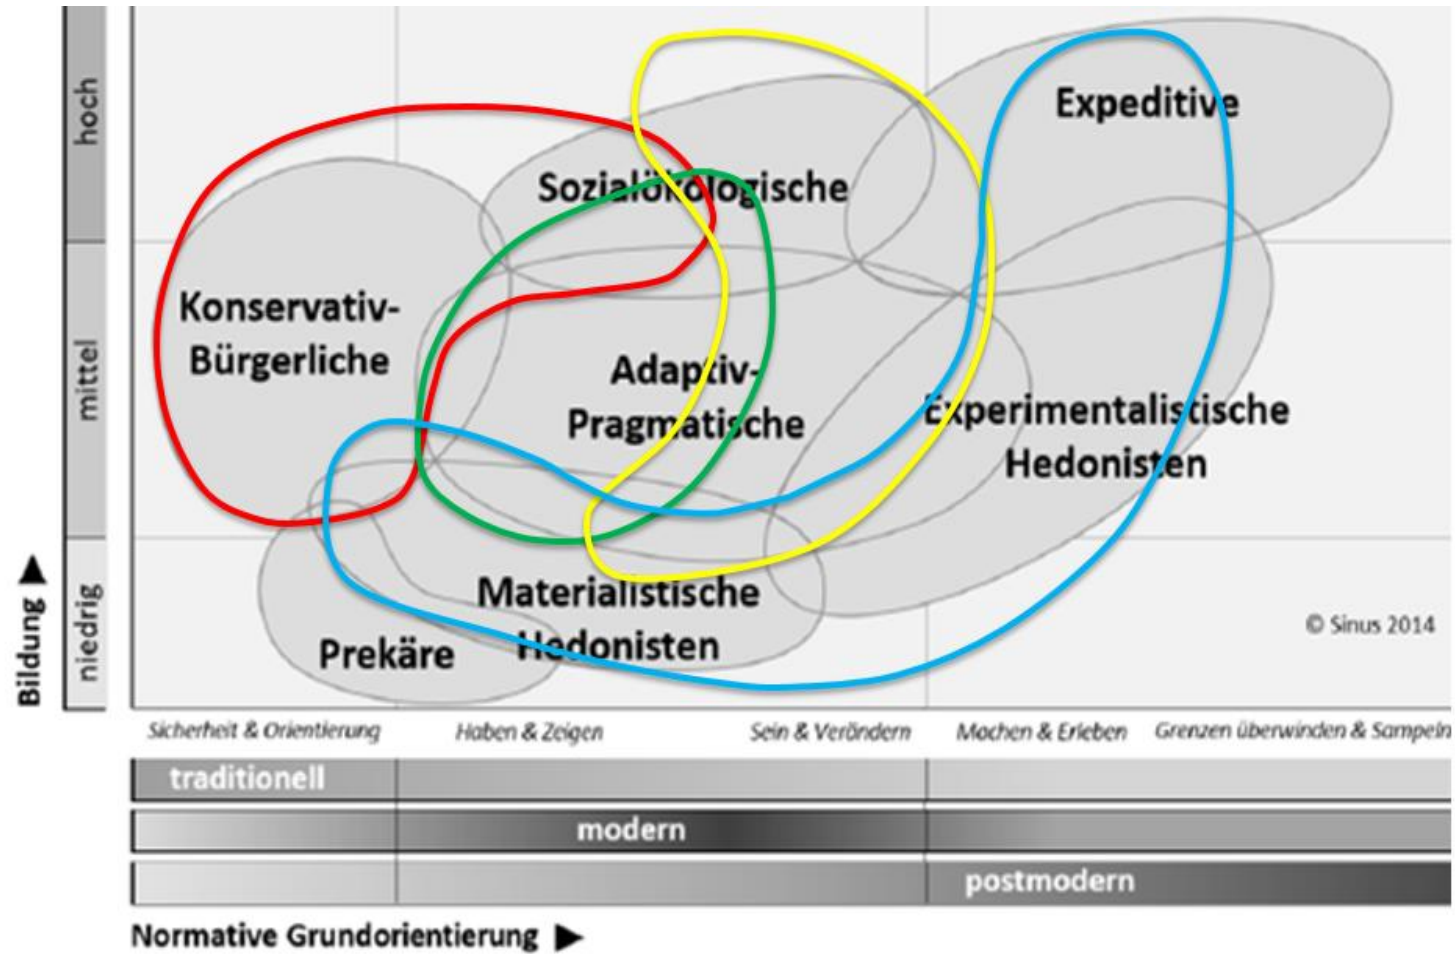 hoch
mittel
niedrig
Bildung ▶
Expeditive
Sozialökologische
Konservativ-
Bürgerliche
Adaptiv-
Pragmatische
Experimentalistische
Hedonisten
Materialistische
Hedonisten
Prekäre
© Sinus 2014
Sicherheit & Orientierung
Haben & Zeigen
Sein & Verändern
Machen & Erleben
Grenzen überwinden & Sampeln
traditionell
modern
postmodern
Normative Grundorientierung ▶